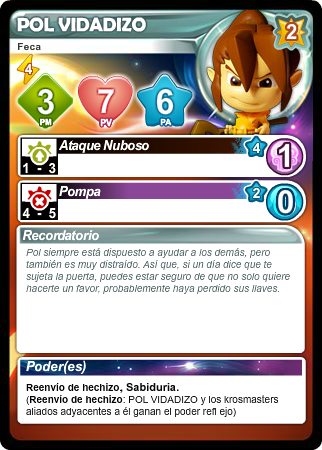 POL VIDADIZO
2
Feca
4
3
PM
7
PV
6
PA
Ataque Nuboso
4
1
1 - 3
Pompa
2
0
4 - 5
Recordatorio
Pol siempre está dispuesto a ayudar a los demás, pero
también es muy distraído. Así que, si un día dice que te
sujeta la puerta, puedes estar seguro de que no solo quiere
hacerte un favor, probablemente haya perdido sus llaves.
Poder(es)
Reenvío de hechizo, Sabiduria.
(Reenvío de hechizo: POL VIDADIZO y los krosmasters
aliados adyacentes a él ganan el poder refl ejo)